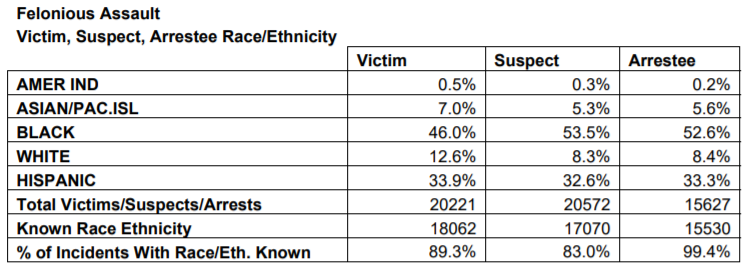 Felonious Assault
Victim, Suspect, Arrestee Race/Ethnicity
Victim Suspect Arrestee
AMER IND 0.5% 0.3% 0.2%
ASIAN/PAC.ISL 7.0% 5.3% 5.6%
BLACK 46.0% 53.5% 52.6%
WHITE 12.6% 8.3% 8.4%
HISPANIC 33.9% 32.6% 33.3%
Total Victims/Suspects/Arrests 20221 20572 15627
Known Race Ethnicity 18062 17070 15530
% of Incidents With Race/Eth. Known 89.3% 83.0% 99.4%